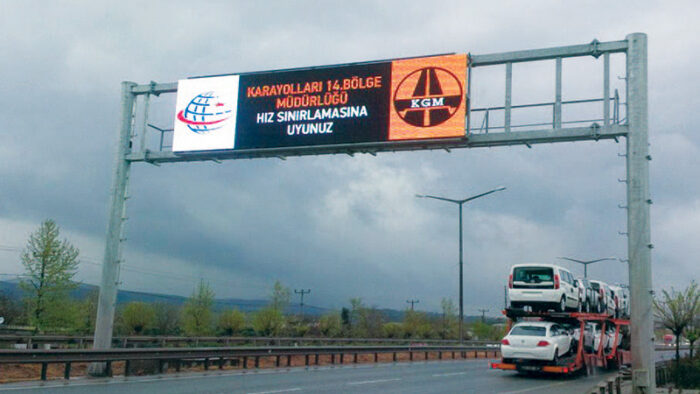 KARAYOLLARI 14.BÖLGE
MÜDÜRLÜĞÜ
HIZ SINIRLAMASINA
UYUNUZ
KGM